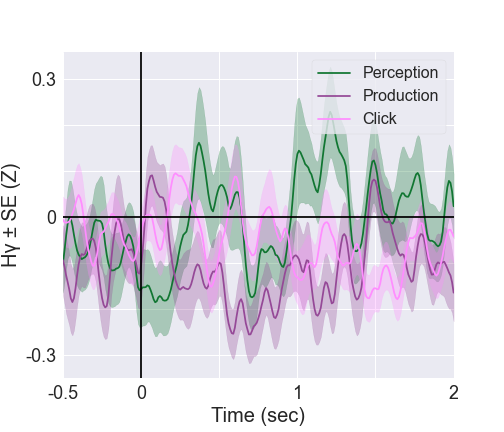 Perception
Production
Click
Hγ ± SE (Z)
0.3
0
-0.3
-0.5 0 1 2
Time (sec)